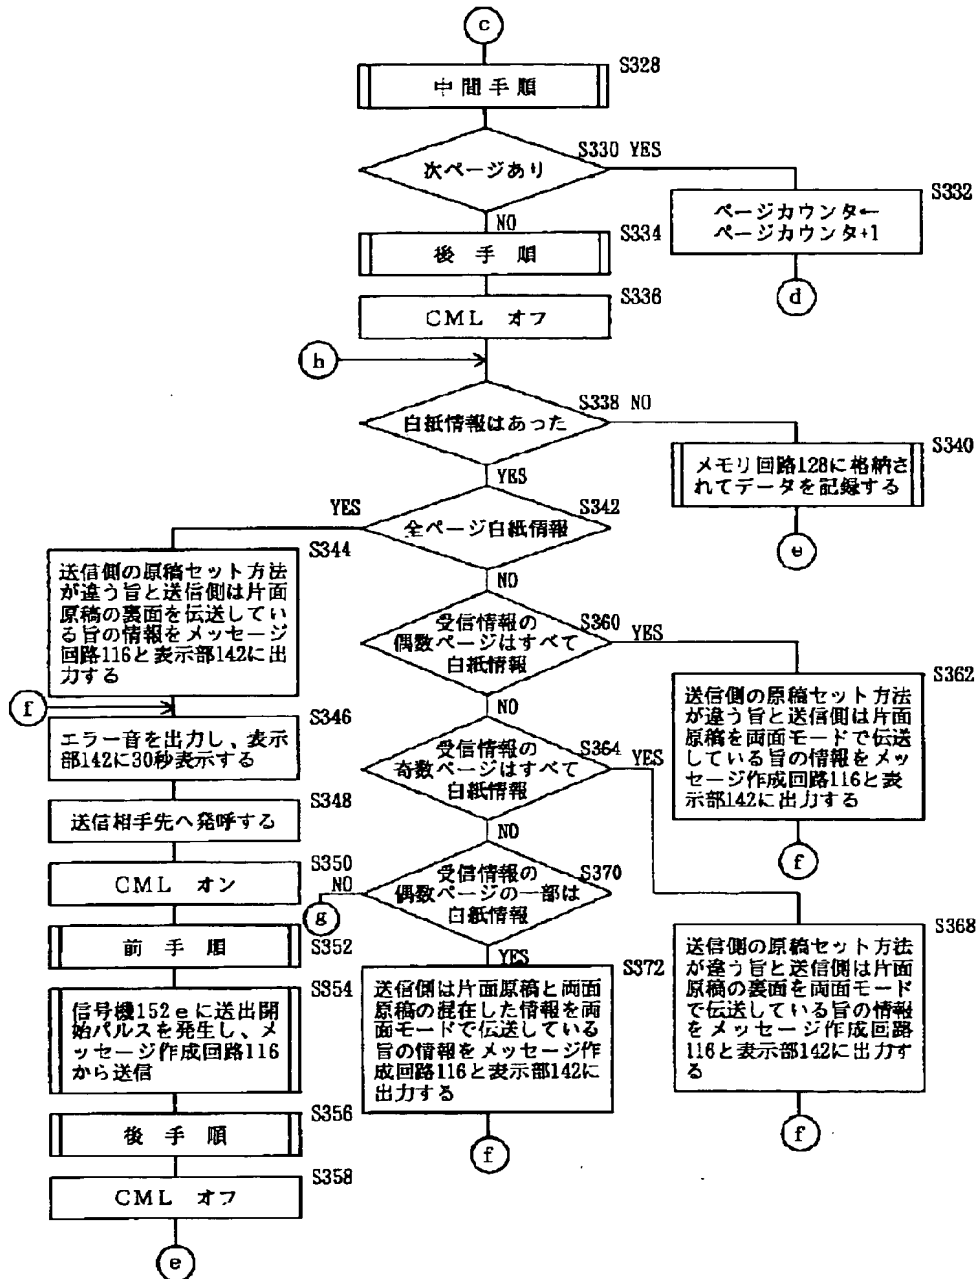 c
S328
中間手順
S330 YES
次ページあり
S332
ページカウンタ←
ページカウンタ+1
d
NO
S334
後 手 順
S336
CML オフ
h
S338 NO
白紙情報はあった
S340
メモリ回路128に格納さ
れてデータを記録する
e
YES
S342
全ページ白紙情報
YES
S344
送信側の原稿セット方法
が違う旨と送信側は片面
原稿の裏面を伝送してい
る旨の情報をメッセージ
回路116と表示部142に出
力する
f
S346
エラー音を出力し、表示
部142に30秒表示する
S348
送信相手先へ発呼する
S350
CML オン
前 手 順
S352
S354
信号機152eに送出開
始パルスを発生し、メ
ッセージ作成回路116
から送信
S356
後 手 順
S358
CML オフ
e
NO
受信情報の
偶数ページはすべて
白紙情報
S360
YES
S362
送信側の原稿セット方法
が違う旨と送信側は片面
原稿を両面モードで伝送
している旨の情報をメッ
セージ作成回路116と表
示部142に出力する
f
NO
受信情報の
奇数ページはすべて
白紙情報
S364
YES
S368
送信側の原稿セット方法
が違う旨と送信側は片面
原稿の裏面を両面モード
で伝送している旨の情報
をメッセージ作成回路
116と表示部142に出力す
る
f
NO
受信情報の
偶数ページの一部は
白紙情報
S370
NO
g
YES
S372
送信側は片面原稿と両面
原稿の混在した情報を両
面モードで伝送している
旨の情報をメッセージ作
成回路116と表示部142に
出力する
f